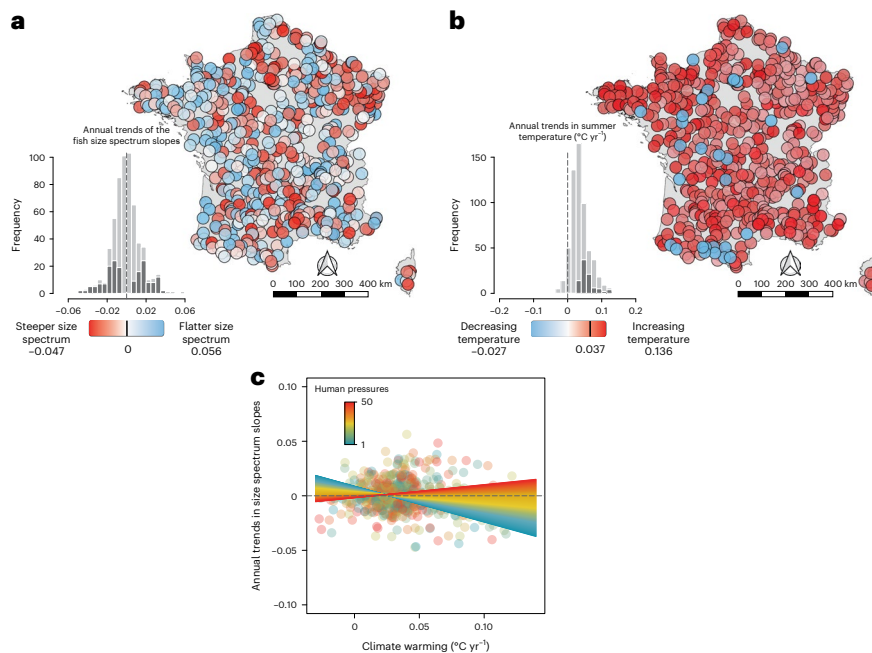 a
Annual trends of the
fish size spectrum slopes
Frequency
100
80
60
40
20
0
−0.06
−0.02
0.02
0.06
0 100 200 300 400 km
Steeper size
spectrum
−0.047
0
Flatter size
spectrum
0.056
b
Annual trends in summer
temperature (°C yr⁻¹)
Frequency
150
100
50
0
−0.2
−0.1
0
0.1
0.2
0 100 200 300 400 km
Decreasing
temperature
−0.027
0.037
Increasing
temperature
0.136
c
Human pressures
50
1
Annual trends in size spectrum slopes
0.10
0.05
0
−0.05
−0.10
0
0.05
0.10
Climate warming (°C yr⁻¹)